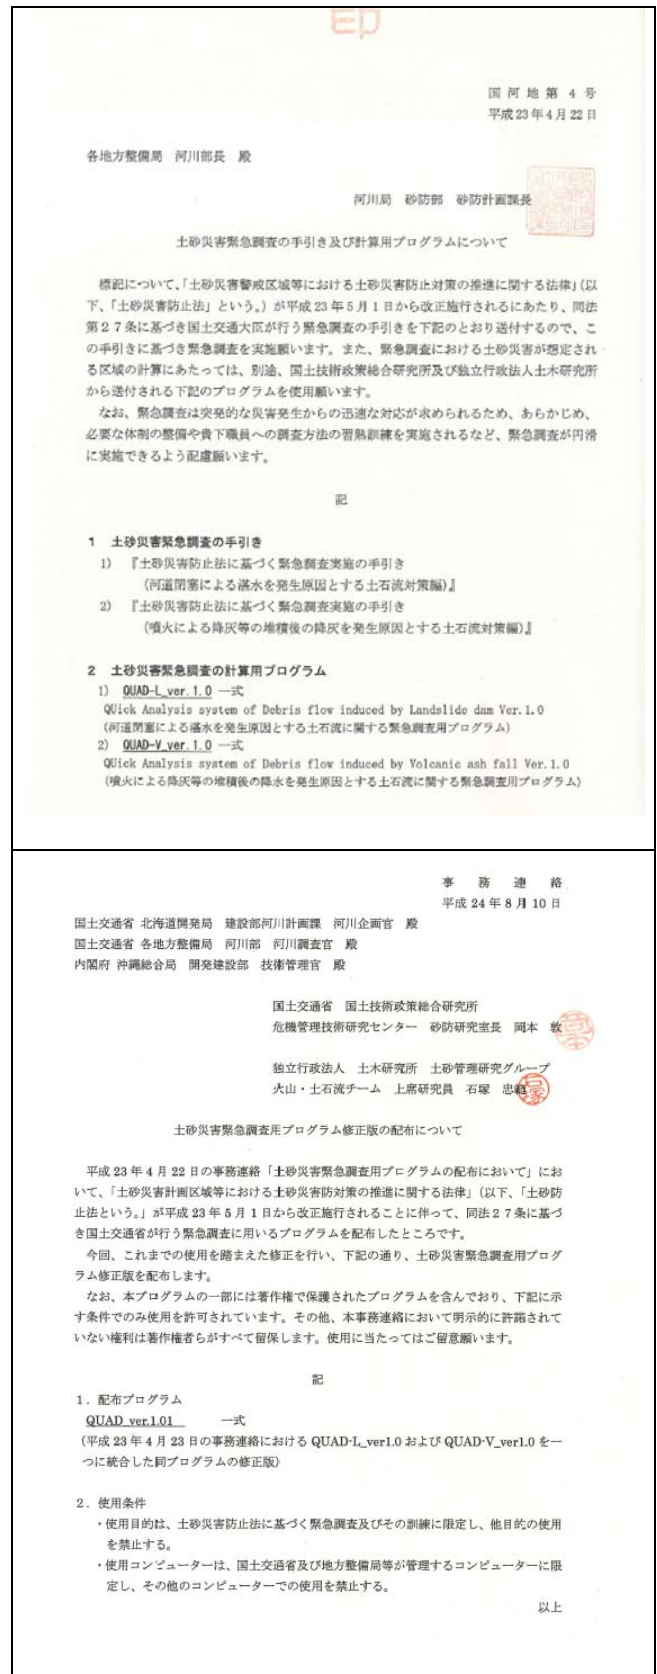 印
国河地第4号
平成23年4月22日
各地方整備局 河川部長 殿
河川局 砂防部 砂防計画課長
土砂災害緊急調査の手引き及び計算用プログラムについて
標記について、「土砂災害警戒区域等における土砂災害防止対策の推進に関する法律」(以
下、「土砂災害防止法」という。)が平成23年5月1日から改正施行されるにあたり、同法
第27条に基づき国土交通大臣が行う緊急調査の手引きを下記のとおり送付するので、こ
の手引きに基づき緊急調査を実施願います。また、緊急調査における土砂災害が想定され
る区域の計算にあたっては、別途、国土技術政策総合研究所及び独立行政法人土木研究所
から送付される下記のプログラムを使用願います。
なお、緊急調査は突発的な災害発生からの迅速な対応が求められるため、あらかじめ、
必要な体制の整備や貴下職員への調査方法の習熟訓練を実施されるなど、緊急調査が円滑
に実施できるよう配慮願います。
記
1 土砂災害緊急調査の手引き
1) 『土砂災害防止法に基づく緊急調査実施の手引き
(河道閉塞による湛水を発生原因とする土石流対策編)』
2) 『土砂災害防止法に基づく緊急調査実施の手引き
(噴火による降灰等の堆積後の降灰を発生原因とする土石流対策編)』
2 土砂災害緊急調査の計算用プログラム
1) QUAD-L_ver.1.0 一式
QUick Analysis system of Debris flow induced by Landslide dam Ver.1.0
(河道閉塞による湛水を発生原因とする土石流に関する緊急調査用プログラム)
2) QUAD-V_ver.1.0 一式
QUick Analysis system of Debris flow induced by Volcanic ash fall Ver.1.0
(噴火による降灰等の堆積後の降水を発生原因とする土石流に関する緊急調査用プログラム)
事務連絡
平成24年8月10日
国土交通省 北海道開発局 建設部河川計画課 河川企画官 殿
国土交通省 各地方整備局 河川部 河川調査官 殿
内閣府 沖縄総合局 開発建設部 技術管理官 殿
国土交通省 国土技術政策総合研究所
危機管理技術研究センター 砂防研究室長 岡本 敦
独立行政法人 土木研究所 土砂管理研究グループ
火山・土石流チーム 上席研究員 石塚 忠範
土砂災害緊急調査用プログラム修正版の配布について
平成23年4月22日の事務連絡「土砂災害緊急調査用プログラムの配布において」にお
いて、「土砂災害計画区域等における土砂災害防対策の推進に関する法律」(以下、「土砂防
止法という。」が平成23年5月1日から改正施行されることに伴って、同法27条に基づ
き国土交通省が行う緊急調査に用いるプログラムを配布したところです。
今回、これまでの使用を踏まえた修正を行い、下記の通り、土砂災害緊急調査用プログ
ラム修正版を配布します。
なお、本プログラムの一部には著作権で保護されたプログラムを含んでおり、下記に示
す条件でのみ使用を許可されています。その他、本事務連絡において明示的に許諾されて
いない権利は著作権者らがすべて留保します。使用に当たってはご留意願います。
記
1．配布プログラム
QUAD_ver.1.01 一式
(平成23年4月23日の事務連絡におけるQUAD-L_ver1.0およびQUAD-V_ver1.0を一
つに統合した同プログラムの修正版)
2．使用条件
・使用目的は、土砂災害防止法に基づく緊急調査及びその訓練に限定し、他目的の使用
を禁止する。
・使用コンピューターは、国土交通省及び地方整備局等が管理するコンピューターに限
定し、その他のコンピューターでの使用を禁止する。
以上